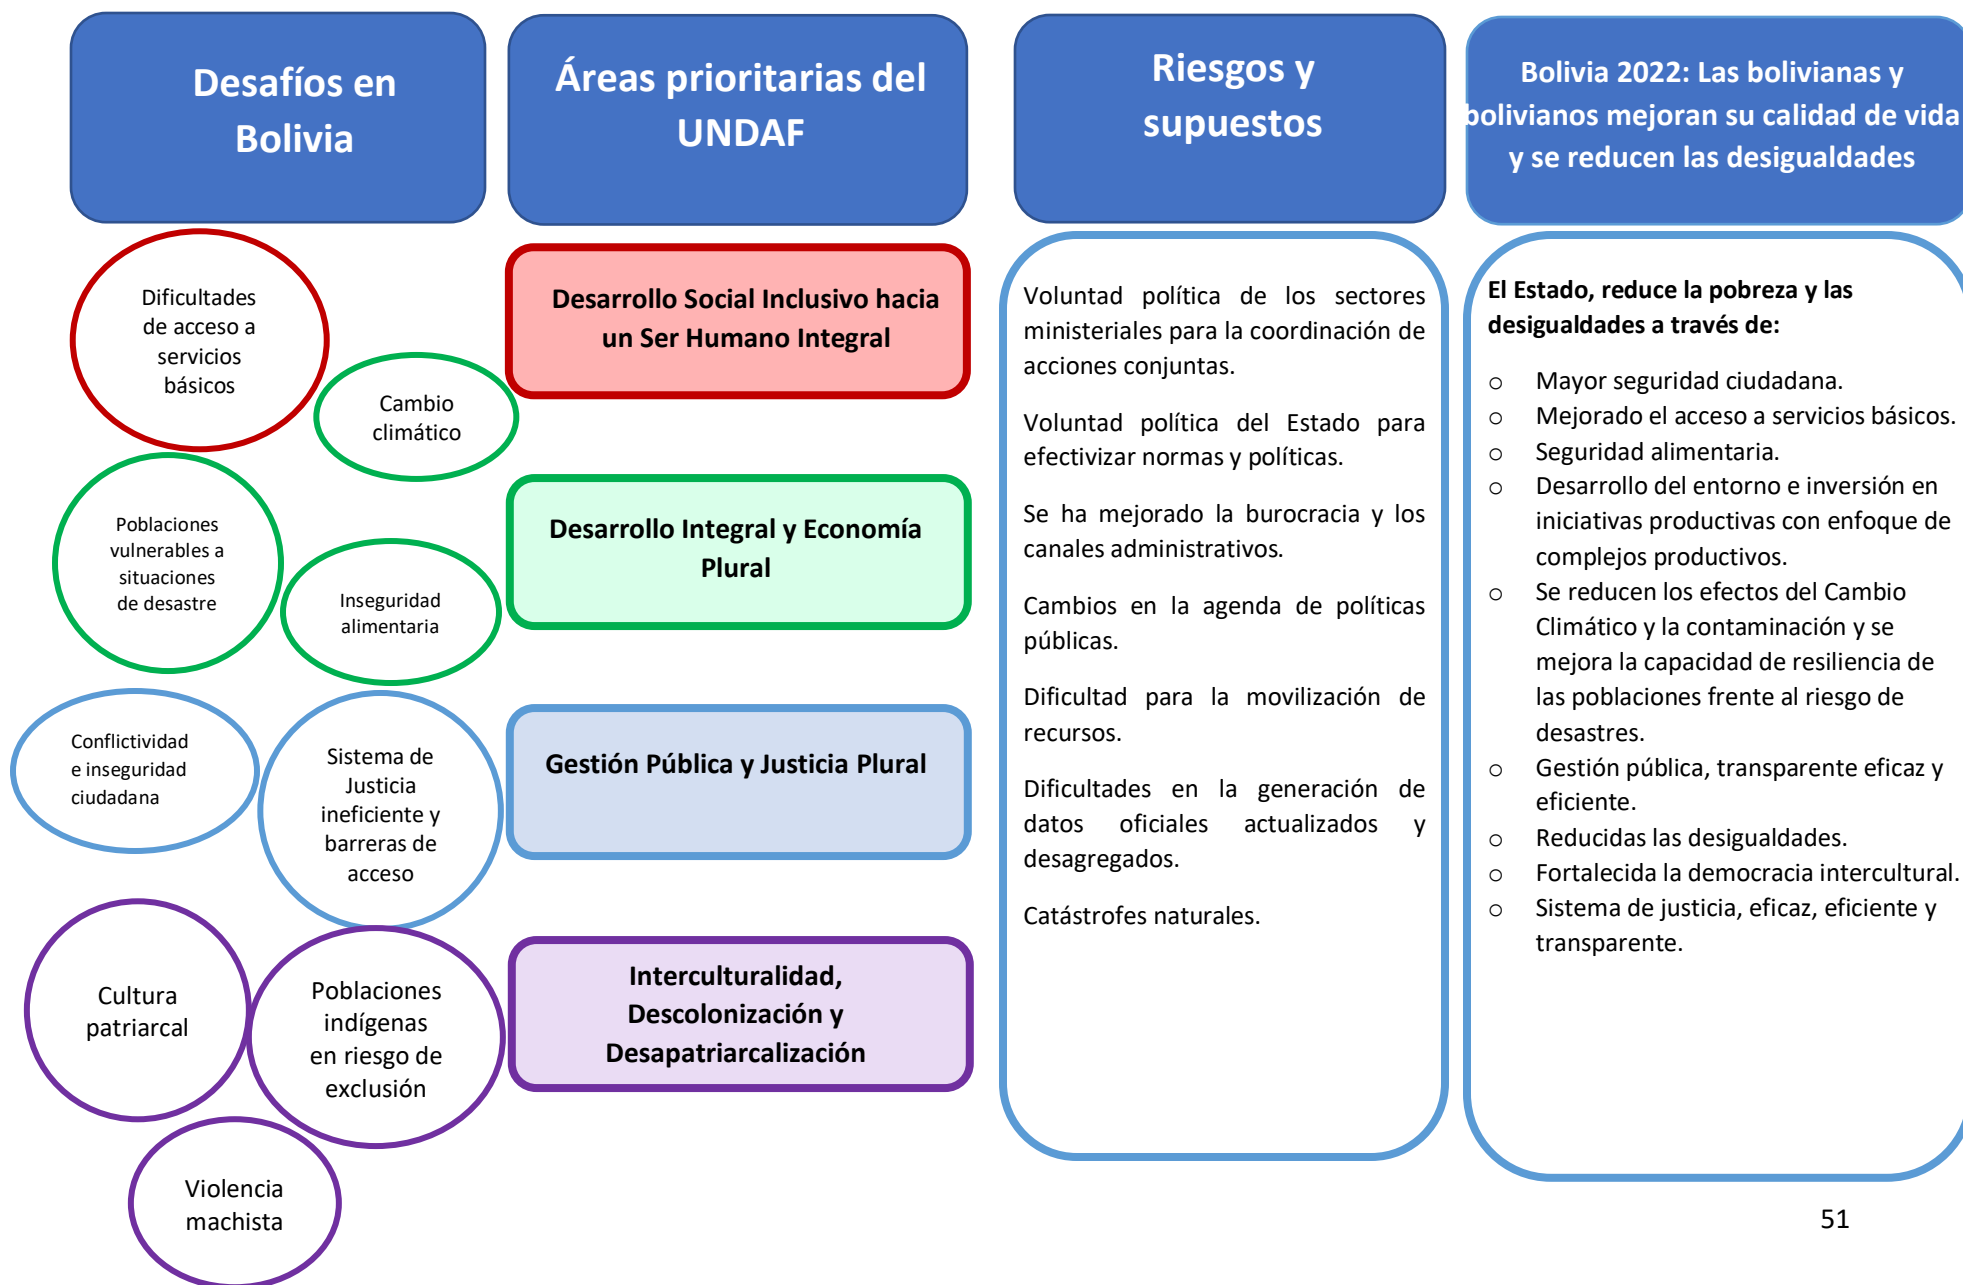 Desafíos en
Bolivia
Áreas prioritarias del
UNDAF
Riesgos y
supuestos
Bolivia 2022: Las bolivianas y
bolivianos mejoran su calidad de vida
y se reducen las desigualdades
Dificultades
de acceso a
servicios
básicos
Cambio
climático
Poblaciones
vulnerables a
situaciones
de desastre
Inseguridad
alimentaria
Conflictividad
e inseguridad
ciudadana
Sistema de
Justicia
ineficiente y
barreras de
acceso
Cultura
patriarcal
Poblaciones
indígenas
en riesgo de
exclusión
Violencia
machista
Desarrollo Social Inclusivo hacia
un Ser Humano Integral
Desarrollo Integral y Economía
Plural
Gestión Pública y Justicia Plural
Interculturalidad,
Descolonización y
Desapatriarcalización
Voluntad política de los sectores
ministeriales para la coordinación de
acciones conjuntas.
Voluntad política del Estado para
efectivizar normas y políticas.
Se ha mejorado la burocracia y los
canales administrativos.
Cambios en la agenda de políticas
públicas.
Dificultad para la movilización de
recursos.
Dificultades en la generación de
datos oficiales actualizados y
desagregados.
Catástrofes naturales.
El Estado, reduce la pobreza y las
desigualdades a través de:
o Mayor seguridad ciudadana.
o Mejorado el acceso a servicios básicos.
o Seguridad alimentaria.
o Desarrollo del entorno e inversión en
iniciativas productivas con enfoque de
complejos productivos.
o Se reducen los efectos del Cambio
Climático y la contaminación y se
mejora la capacidad de resiliencia de
las poblaciones frente al riesgo de
desastres.
o Gestión pública, transparente eficaz y
eficiente.
o Reducidas las desigualdades.
o Fortalecida la democracia intercultural.
o Sistema de justicia, eficaz, eficiente y
transparente.
51